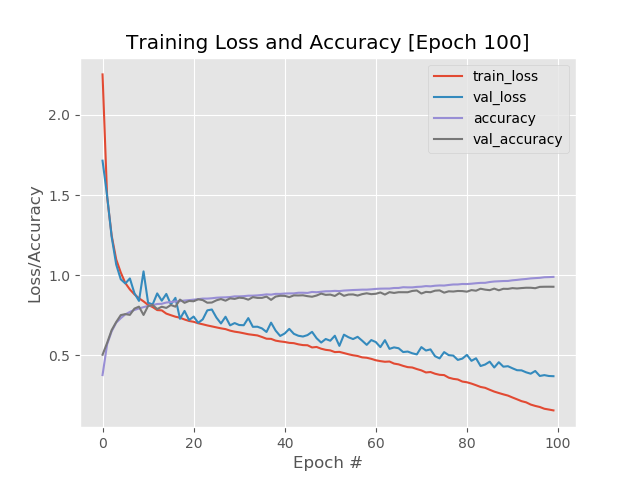 Training Loss and Accuracy [Epoch 100]
train_loss
val_loss
accuracy
val_accuracy
2.0
1.5
1.0
0.5
Loss/Accuracy
0 20 40 60 80 100
Epoch #